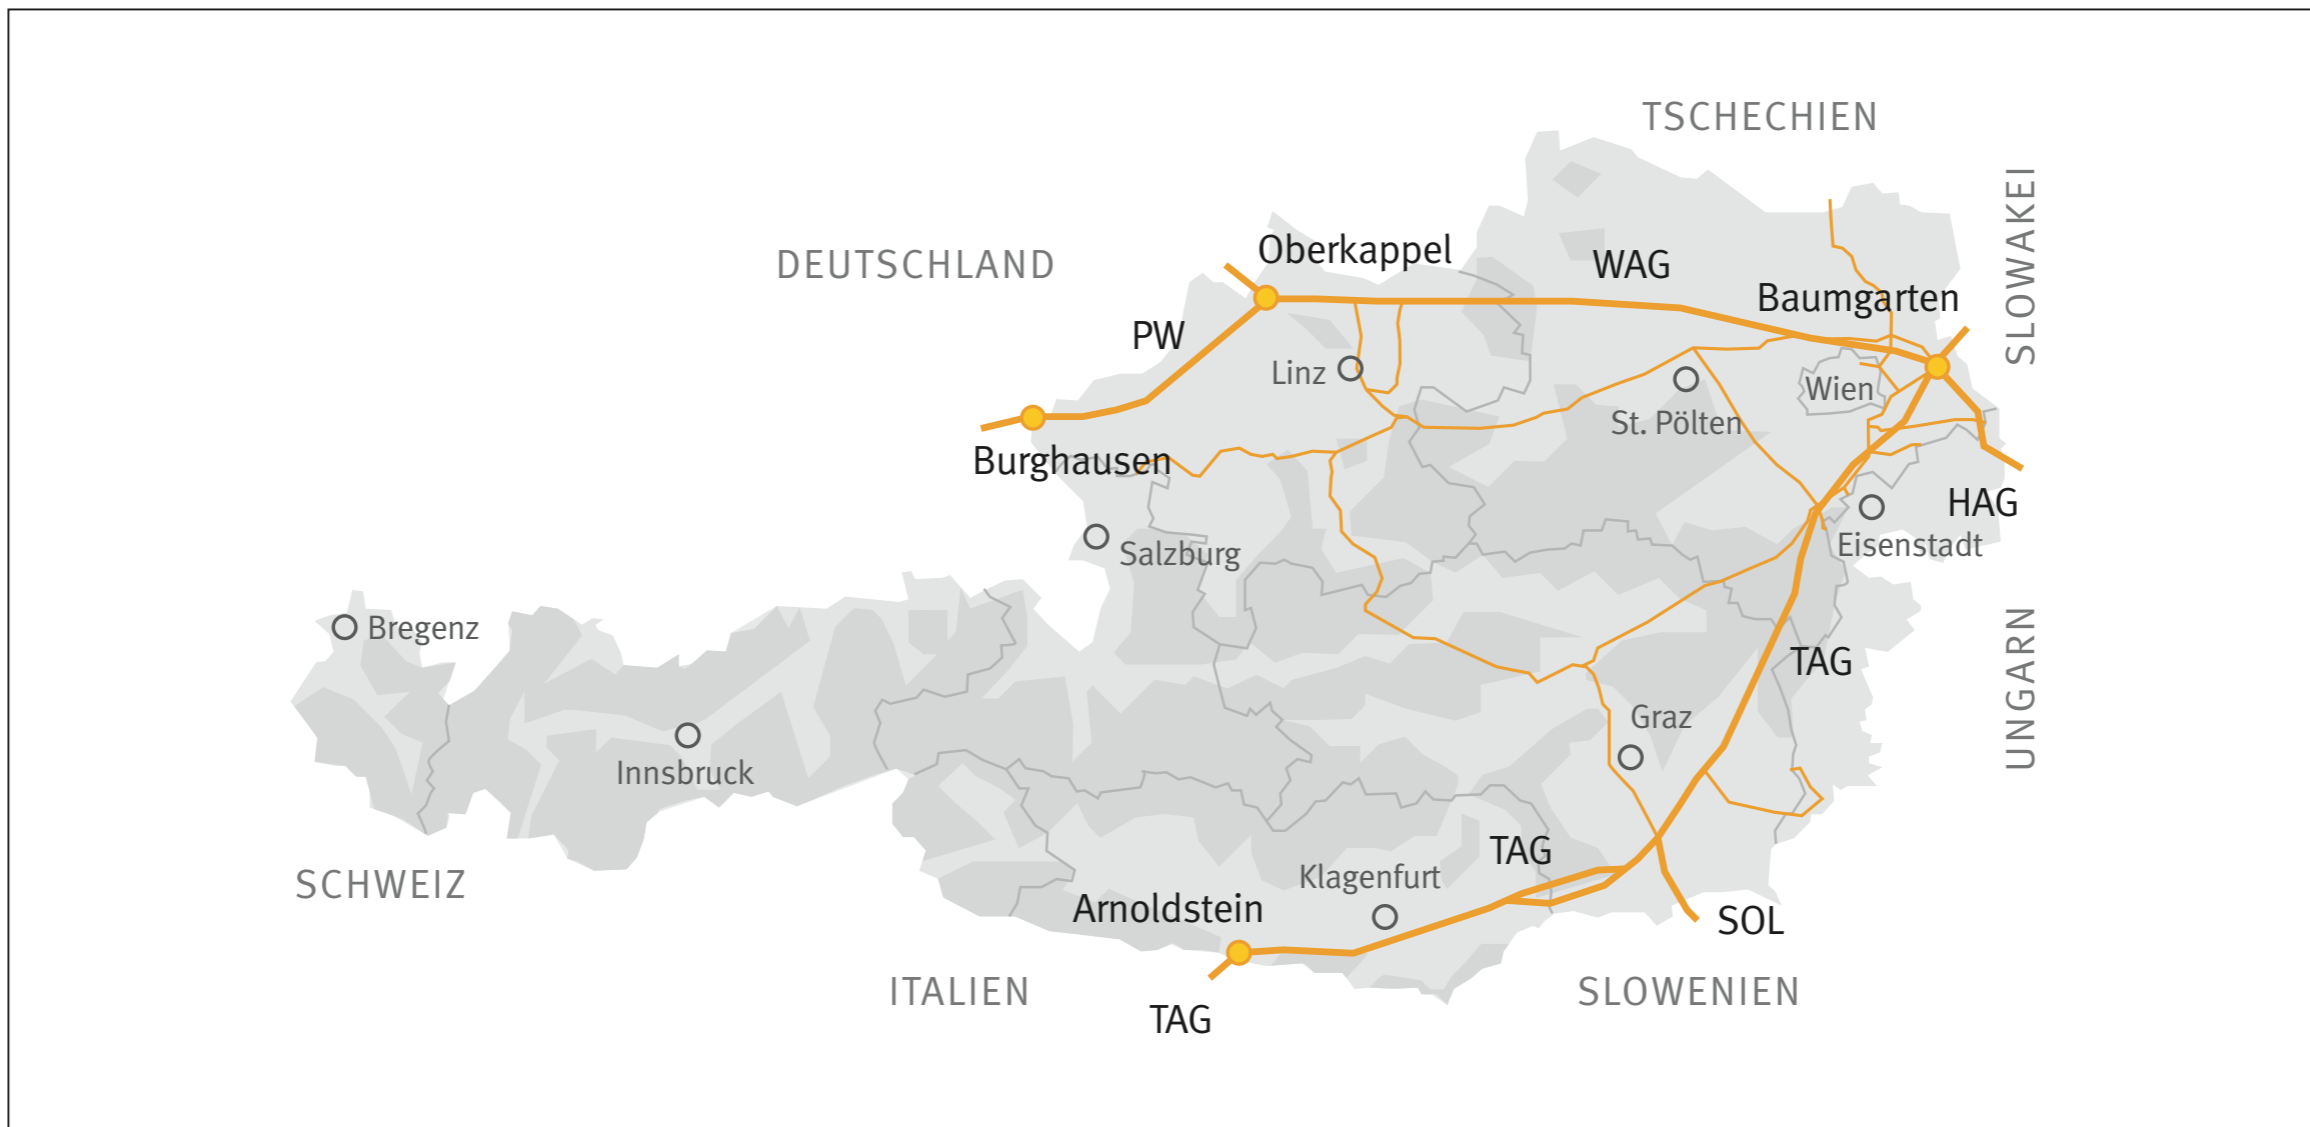 TSCHECHIEN
SLOWAKEI
DEUTSCHLAND
Oberkappel
WAG
Baumgarten
PW
Linz
Wien
St. Pölten
Burghausen
HAG
Salzburg
Eisenstadt
Bregenz
UNGARN
TAG
Graz
Innsbruck
TAG
SCHWEIZ
Klagenfurt
Arnoldstein
SOL
ITALIEN
SLOWENIEN
TAG